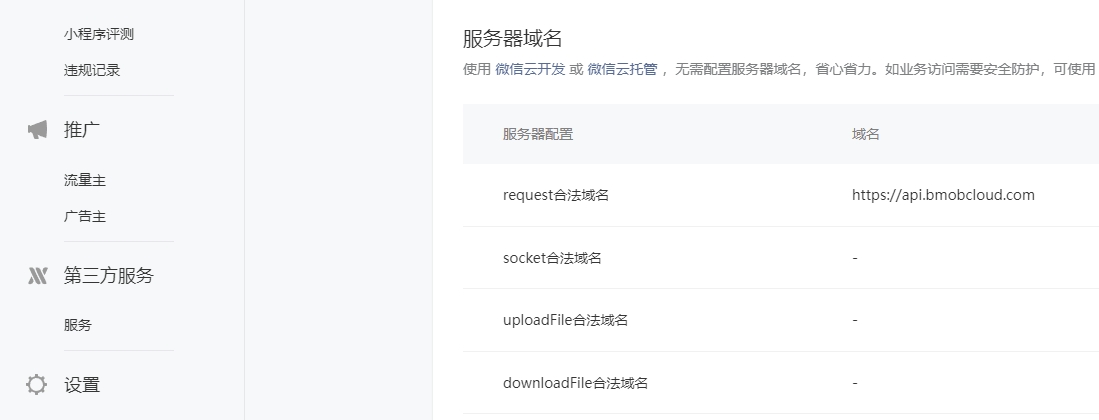 小程序评测
违规记录
推广
流量主
广告主
第三方服务
服务
设置
服务器域名
使用 微信云开发 或 微信云托管 ，无需配置服务器域名，省心省力。如业务访问需要安全防护，可使用
服务器配置 域名
request合法域名 https://api.bmobcloud.com
socket合法域名 -
uploadFile合法域名 -
downloadFile合法域名 -